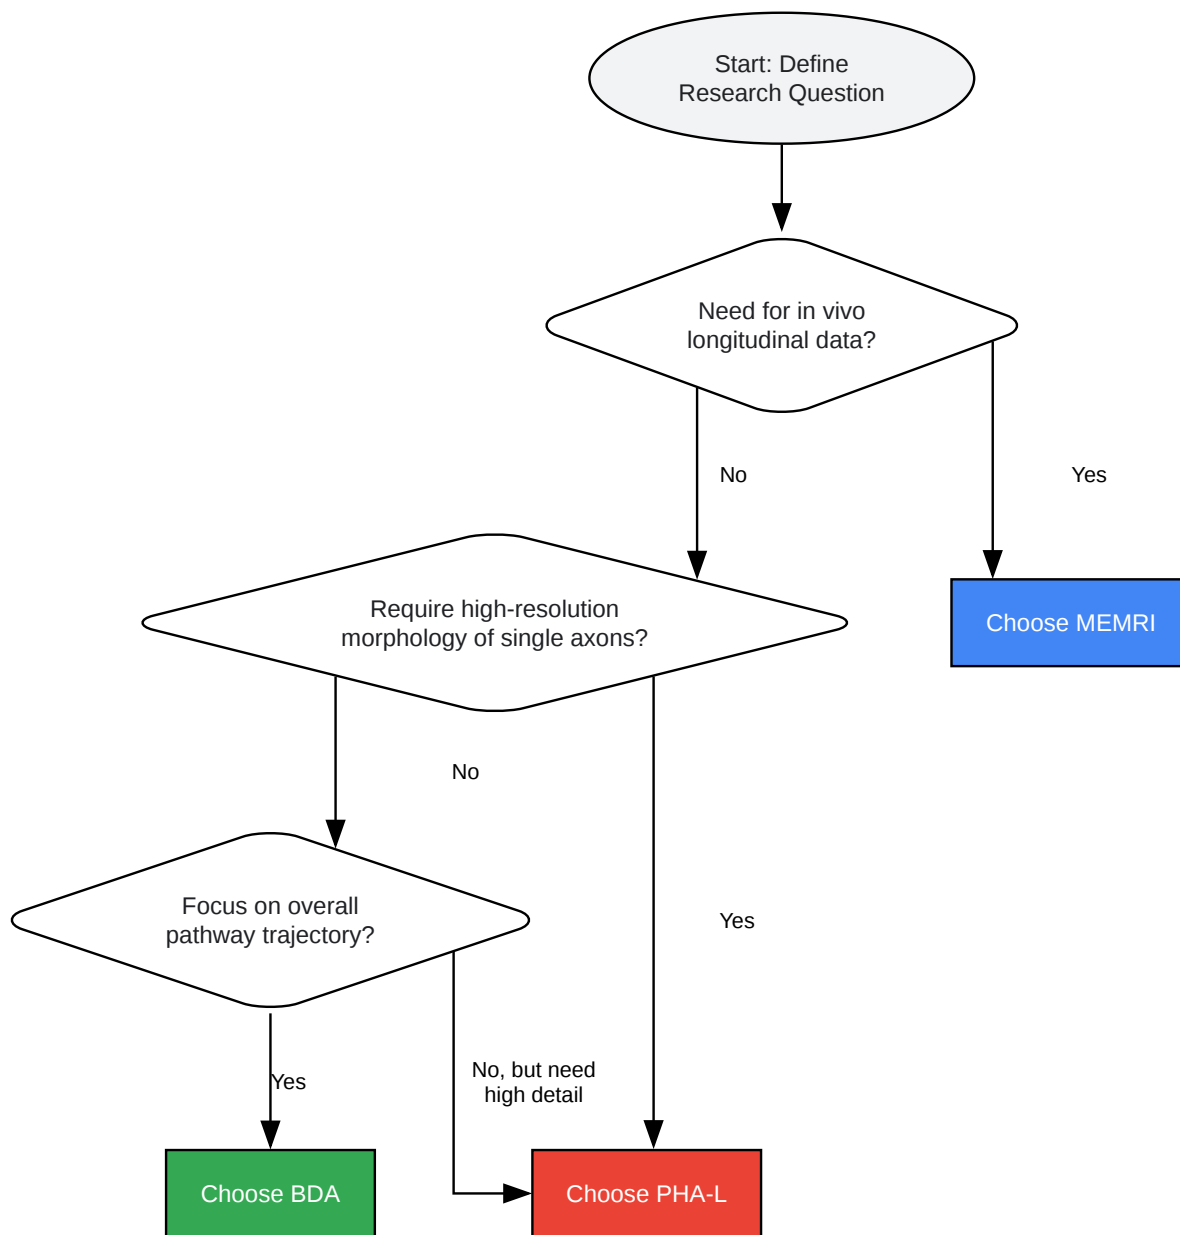 Start: Define
Research Question
Need for in vivo
longitudinal data?
No
Yes
Require high-resolution
morphology of single axons?
Choose MEMRI
No
Focus on overall
pathway trajectory?
Yes
Yes
No, but need
high detail
Choose BDA
Choose PHA-L